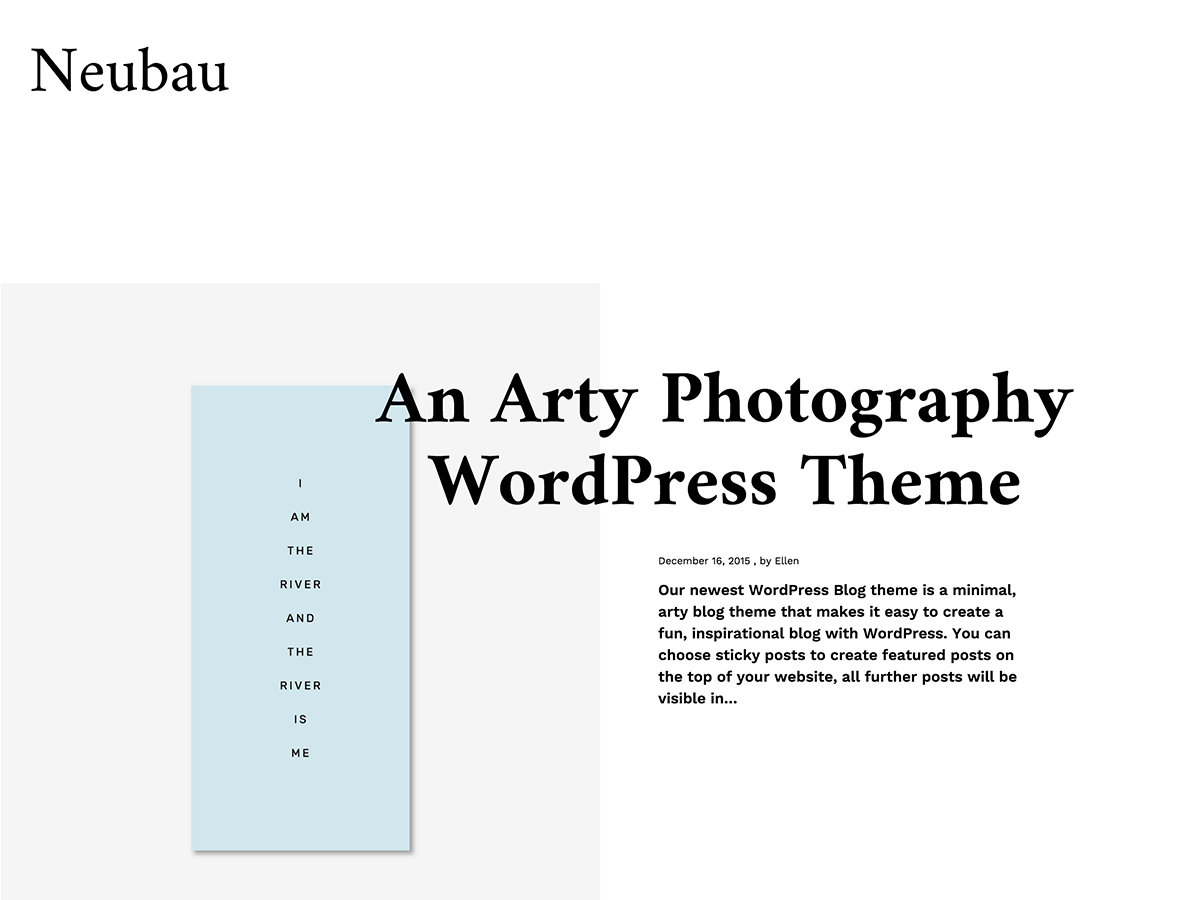 Neubau
An Arty Photography
WordPress Theme
I
AM
THE
RIVER
AND
THE
RIVER
IS
ME
December 16, 2015 , by Ellen
Our newest WordPress Blog theme is a minimal,
arty blog theme that makes it easy to create a
fun, inspirational blog with WordPress. You can
choose sticky posts to create featured posts on
the top of your website, all further posts will be
visible in...